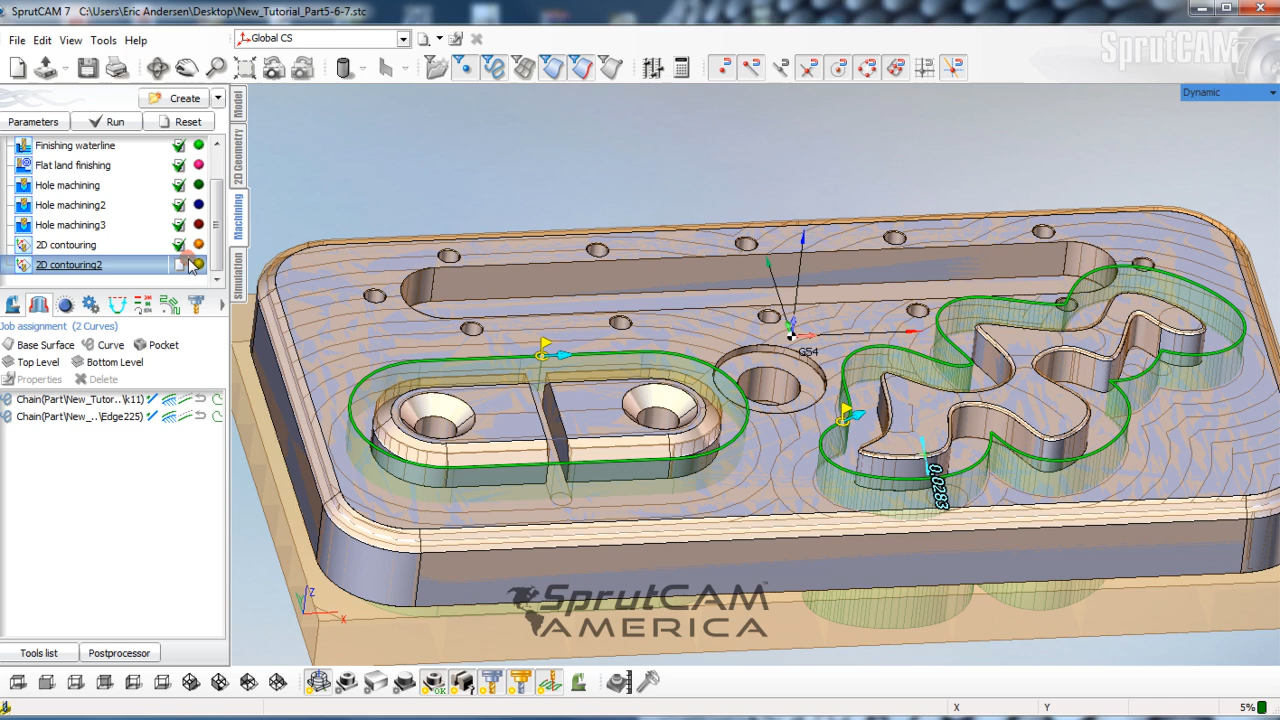 SprutCAM 7 C:\Users\Eric Andersen\Desktop\New_Tutorial_Part5-6-7.stc
File Edit View Tools Help
Global CS
SprutCAM 7
Create
Dynamic
Parameters Run Reset
Model
2D Geometry
Machining
Simulation
Finishing waterline
Flat land finishing
Hole machining
Hole machining2
Hole machining3
2D contouring
2D contouring2
Job assignment (2 Curves)
Base Surface Curve Pocket
Top Level Bottom Level
Properties Delete
Chain(Part\New_Tutor..\k11)
Chain(Part\New_..\Edge225)
G54
0.0283
Z
Y
X
SprutCAM™
AMERICA
Tools list Postprocessor
X Y 5%